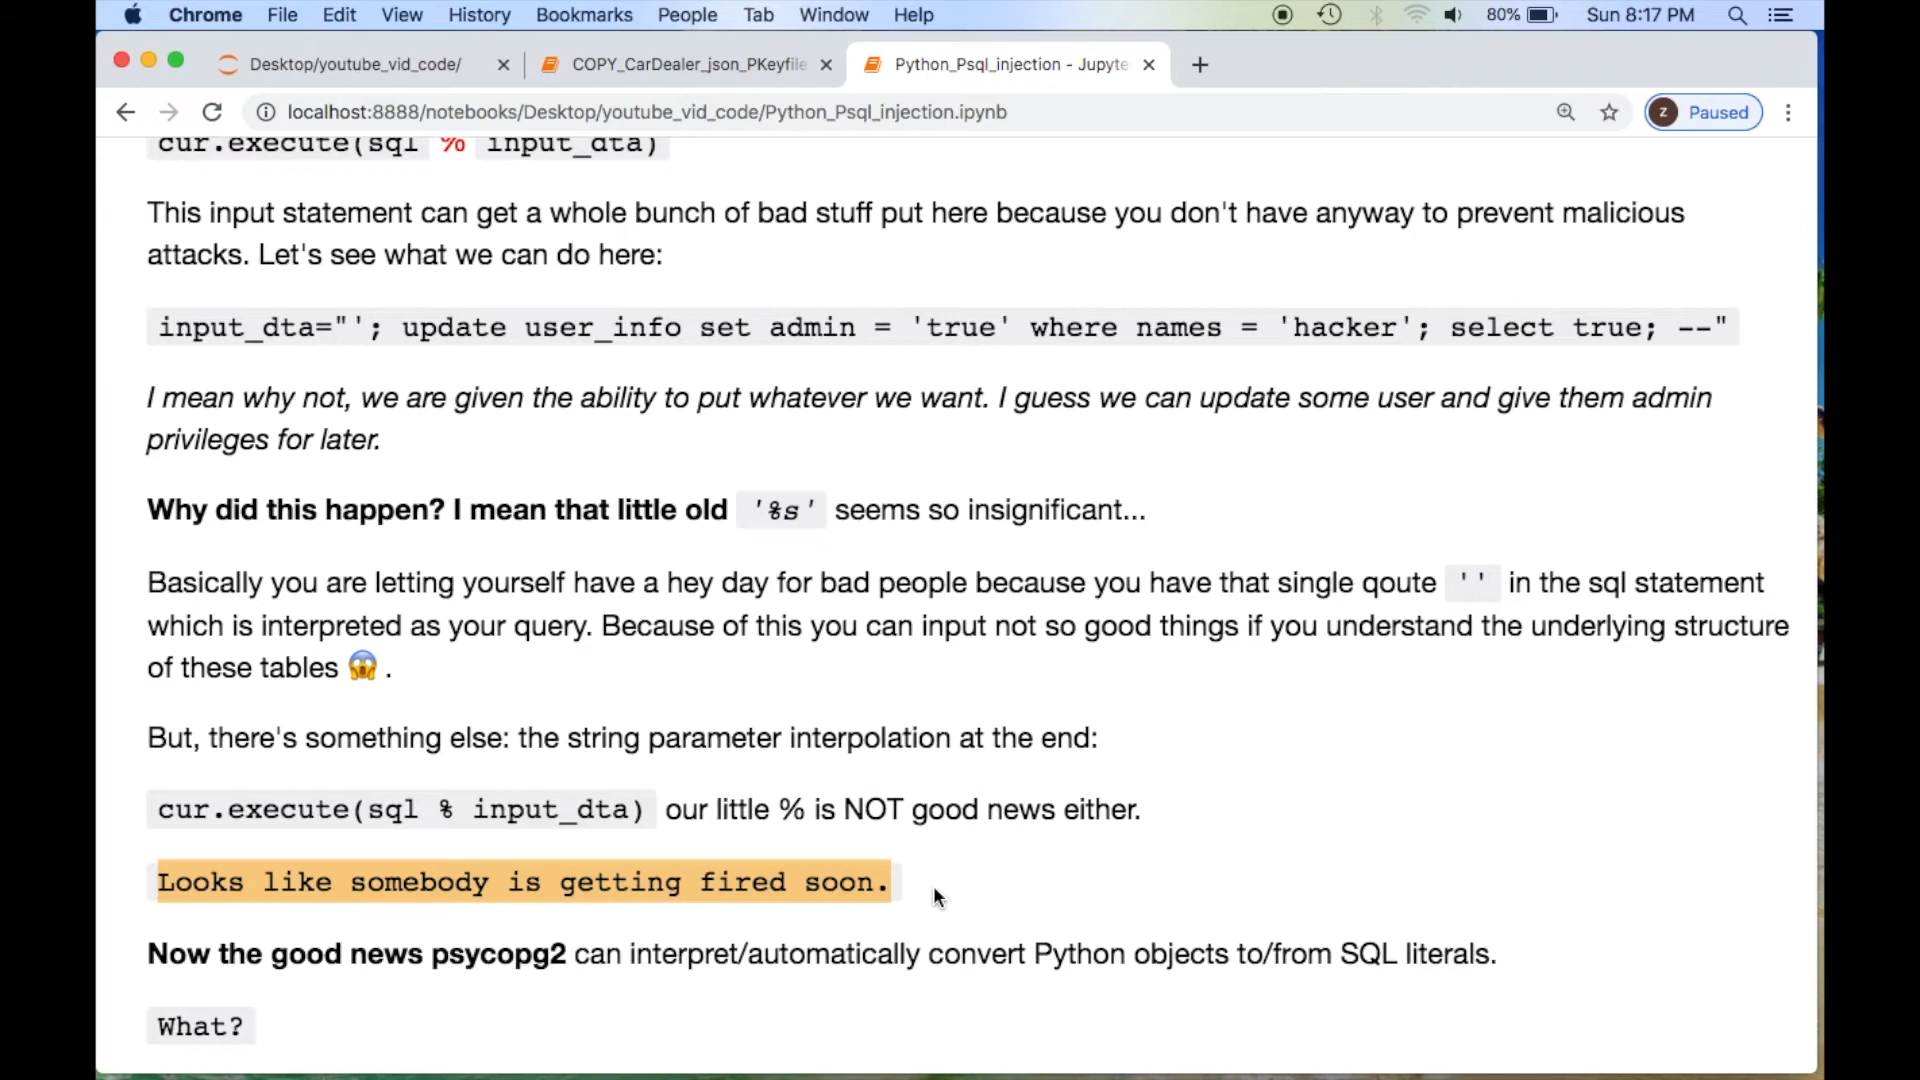 Chrome File Edit View History Bookmarks People Tab Window Help 80% Sun 8:17 PM
Desktop/youtube_vid_code/ COPY_CarDealer_json_PKeyfile Python_Psql_injection - Jupyte
localhost:8888/notebooks/Desktop/youtube_vid_code/Python_Psql_injection.ipynb z Paused
cur.execute(sql % input_dta)
This input statement can get a whole bunch of bad stuff put here because you don't have anyway to prevent malicious
attacks. Let's see what we can do here:
input_dta="'; update user_info set admin = 'true' where names = 'hacker'; select true; --"
I mean why not, we are given the ability to put whatever we want. I guess we can update some user and give them admin
privileges for later.
Why did this happen? I mean that little old '%s' seems so insignificant...
Basically you are letting yourself have a hey day for bad people because you have that single qoute '' in the sql statement
which is interpreted as your query. Because of this you can input not so good things if you understand the underlying structure
of these tables 😱 .
But, there's something else: the string parameter interpolation at the end:
cur.execute(sql % input_dta) our little % is NOT good news either.
Looks like somebody is getting fired soon.
Now the good news psycopg2 can interpret/automatically convert Python objects to/from SQL literals.
What?